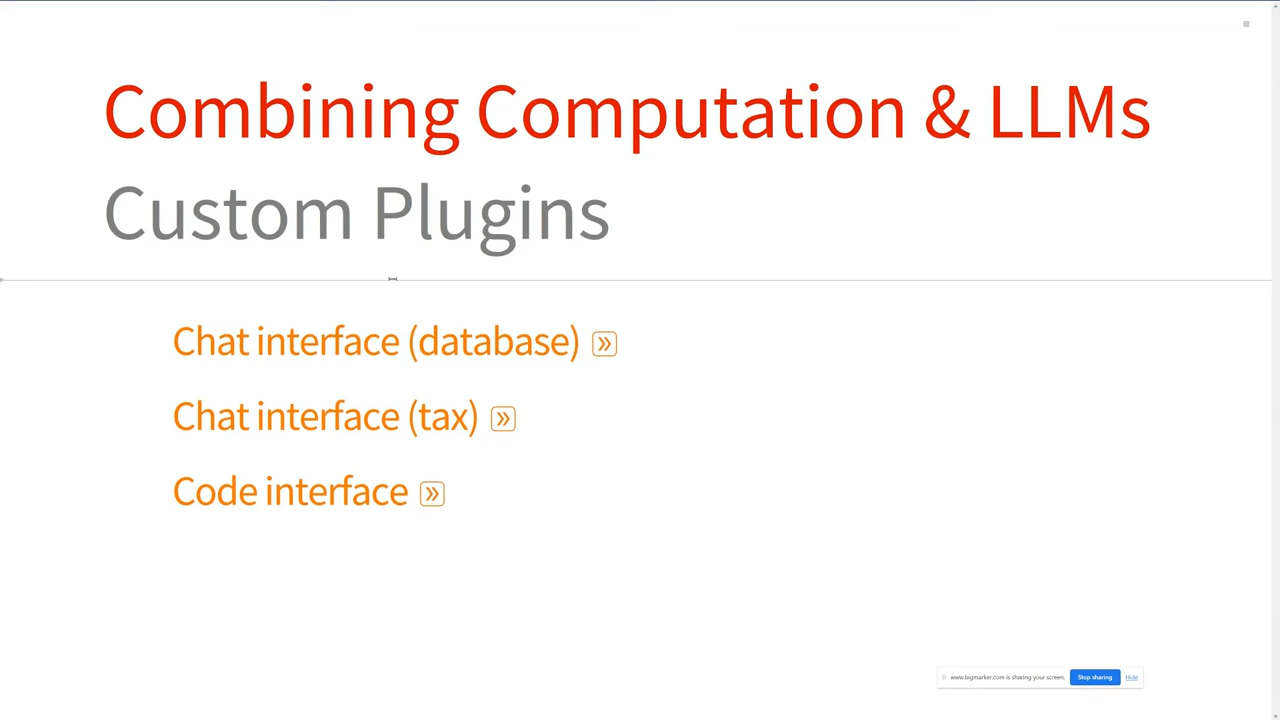 Combining Computation & LLMs
Custom Plugins
Chat interface (database) »
Chat interface (tax) »
Code interface »
www.bigmarker.com is sharing your screen. Stop sharing Hide